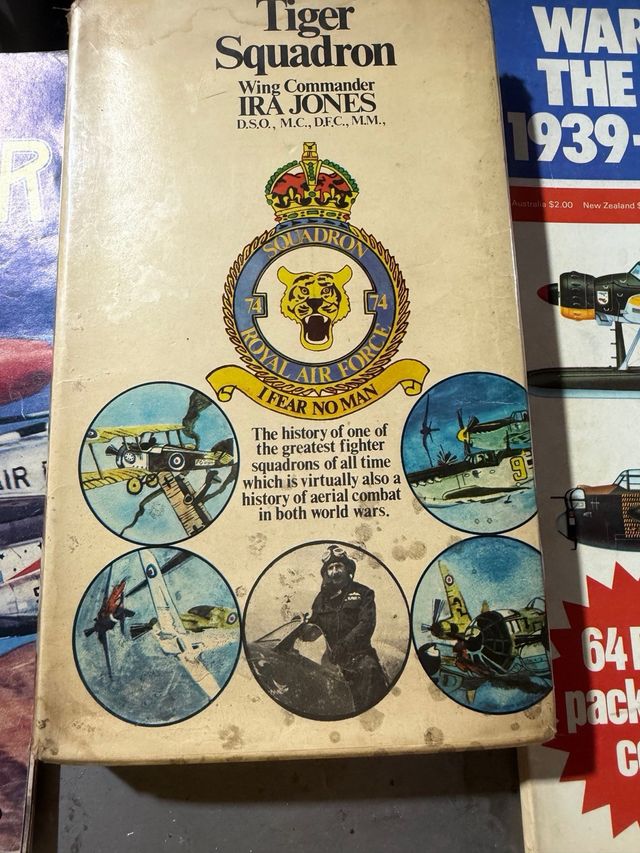 Tiger
Squadron
Wing Commander
IRA JONES
D.S.O., M.C., D.F.C., M.M.,
SQUADRON
74
74
ROYAL AIR FORCE
I FEAR NO MAN
The history of one of
the greatest fighter
squadrons of all time
which is virtually also a
history of aerial combat
in both world wars.
9
R
AIR
WAR
THE
1939-
Australia $2.00 New Zealand $
64
pack
co